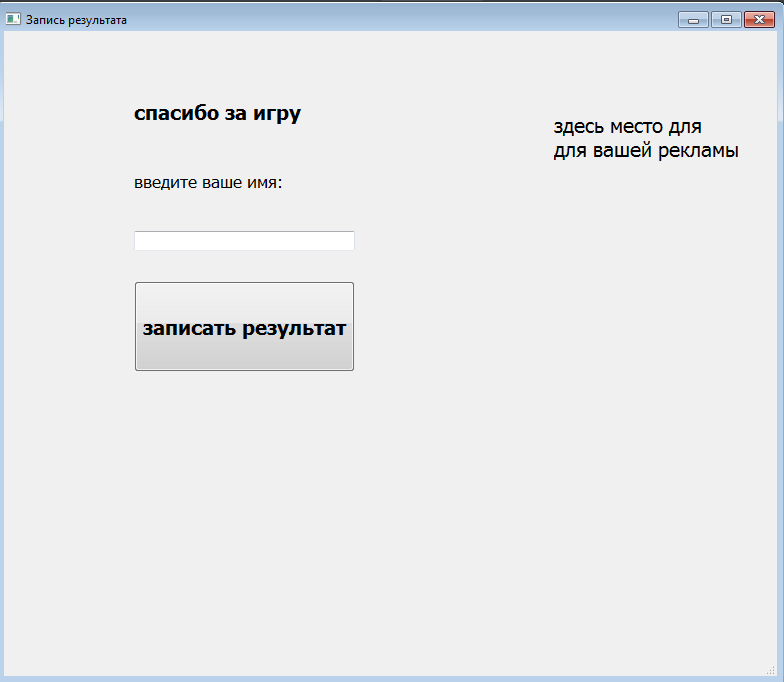 Запись результата
спасибо за игру
здесь место для
для вашей рекламы
введите ваше имя:
записать результат